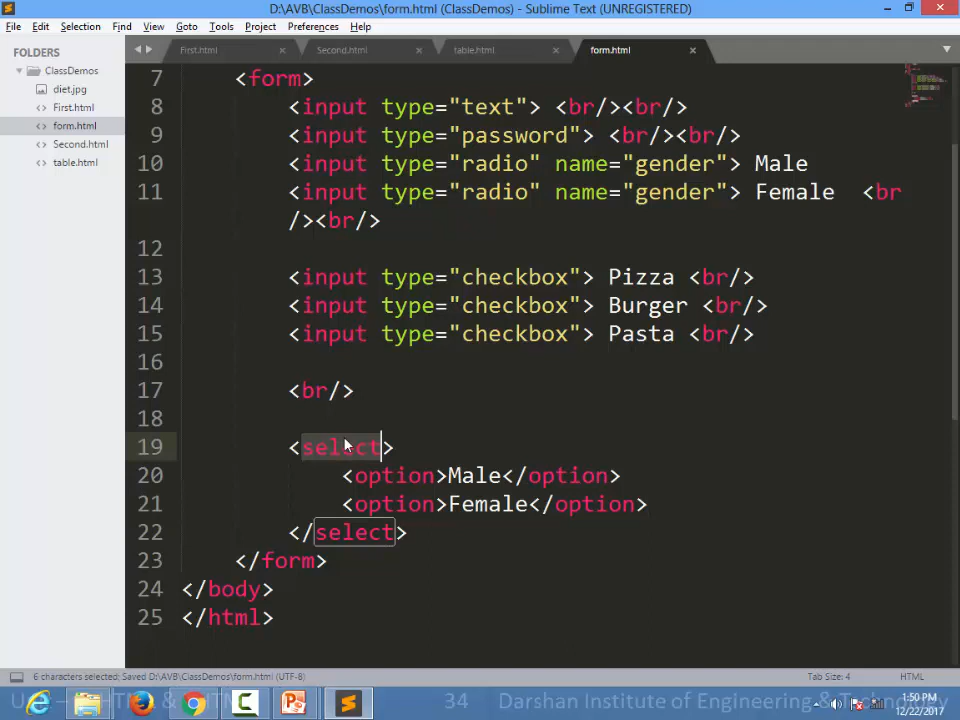 D:\AVB\ClassDemos\form.html (ClassDemos) - Sublime Text (UNREGISTERED)
File Edit Selection Find View Goto Tools Project Preferences Help
FOLDERS
ClassDemos
diet.jpg
First.html
form.html
Second.html
table.html
First.html Second.html table.html form.html
7 <form>
8 <input type="text"> <br/><br/>
9 <input type="password"> <br/><br/>
10 <input type="radio" name="gender"> Male
11 <input type="radio" name="gender"> Female <br
/><br/>
12
13 <input type="checkbox"> Pizza <br/>
14 <input type="checkbox"> Burger <br/>
15 <input type="checkbox"> Pasta <br/>
16
17 <br/>
18
19 <select>
20 <option>Male</option>
21 <option>Female</option>
22 </select>
23 </form>
24 </body>
25 </html>
6 characters selected; Saved D:\AVB\ClassDemos\form.html (UTF-8) Tab Size: 4 HTML
34 Darshan Institute of Engineering & Technology
1:50 PM
12/22/2017